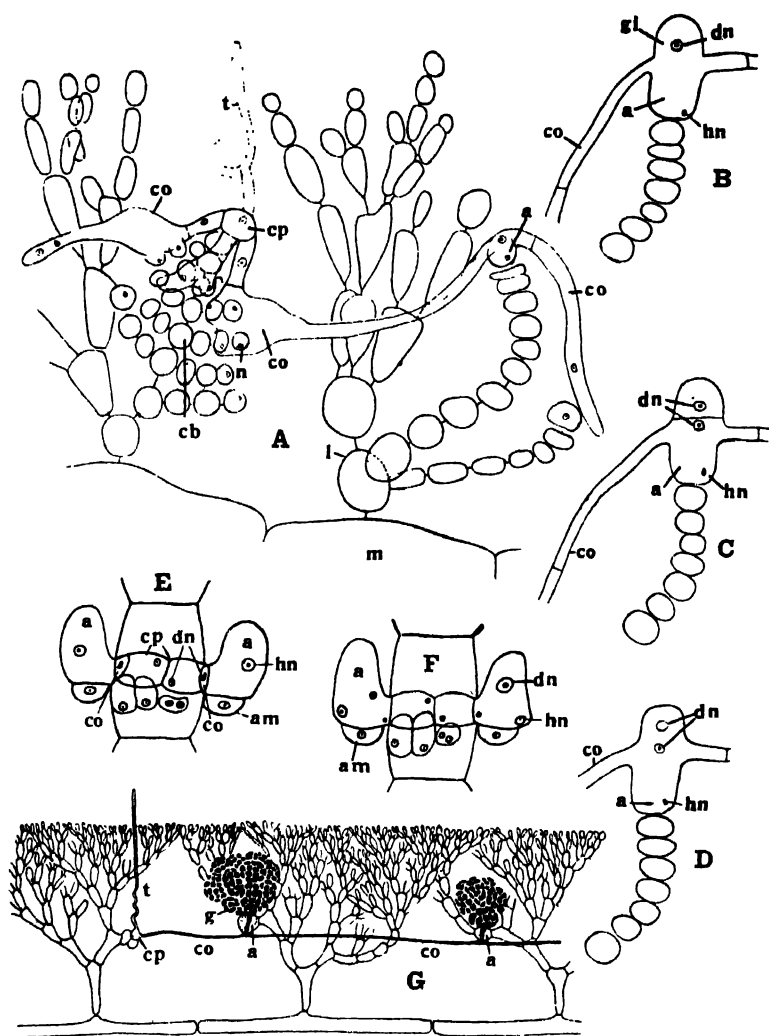 gl dn
a hn
co
B
t
co
cp
a
co
n co
cb
A
l
m
dn
a hn
co
C
E
a cp dn a
hn
co co
am
F
a
dn
hn
am
dn
co
a hn
D
t
g
cp co a co a
G